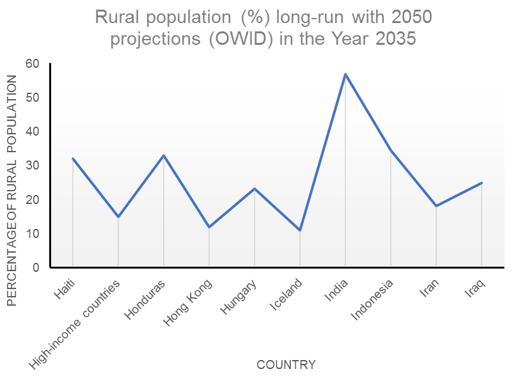 Rural population (%) long-run with 2050
projections (OWID) in the Year 2035
PERCENTAGE OF RURAL POPULATION
60
50
40
30
20
10
0
Haiti
High-income countries
Honduras
Hong Kong
Hungary
Iceland
India
Indonesia
Iran
Iraq
COUNTRY